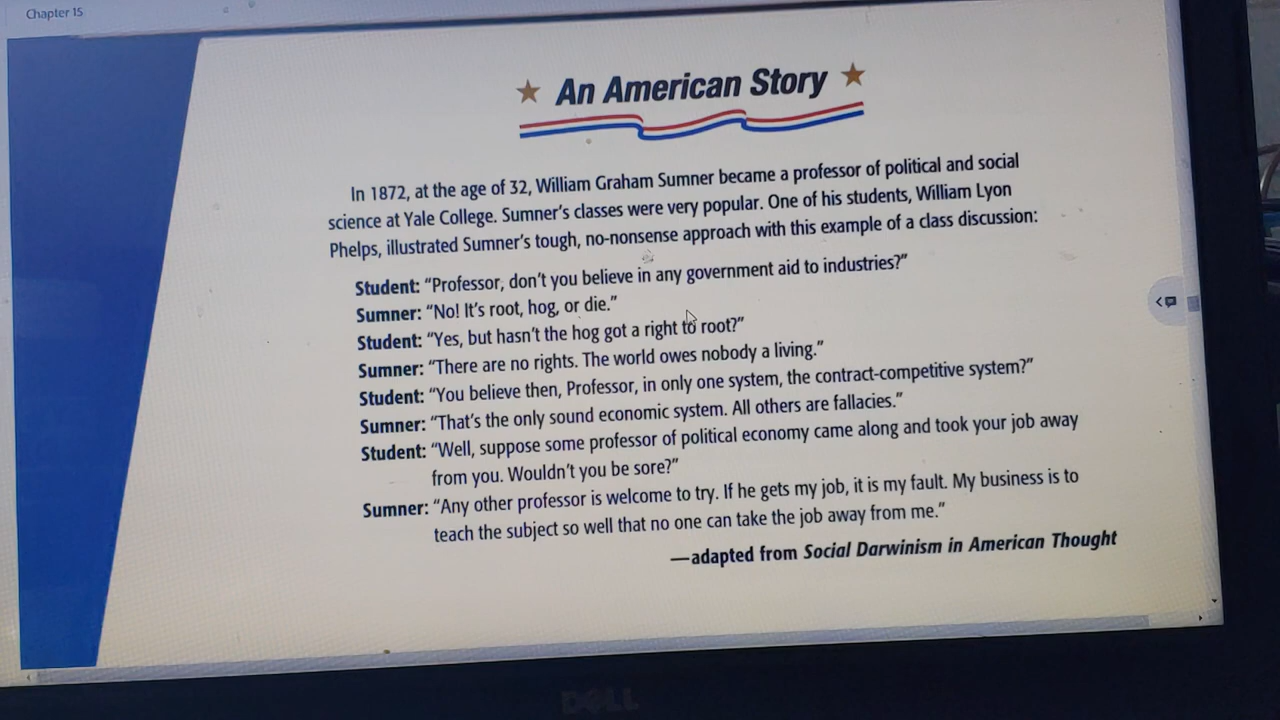 Chapter 15
An American Story
In 1872, at the age of 32, William Graham Sumner became a professor of political and social
science at Yale College. Sumner's classes were very popular. One of his students, William Lyon
Phelps, illustrated Sumner's tough, no-nonsense approach with this example of a class discussion:
Student: “Professor, don't you believe in any government aid to industries?”
Sumner: “No! It's root, hog, or die.”
Student: “Yes, but hasn't the hog got a right to root?”
Sumner: “There are no rights. The world owes nobody a living.”
Student: “You believe then, Professor, in only one system, the contract-competitive system?”
Sumner: “That's the only sound economic system. All others are fallacies.”
Student: “Well, suppose some professor of political economy came along and took your job away
from you. Wouldn't you be sore?”
Sumner: “Any other professor is welcome to try. If he gets my job, it is my fault. My business is to
teach the subject so well that no one can take the job away from me.”
—adapted from Social Darwinism in American Thought
DELL